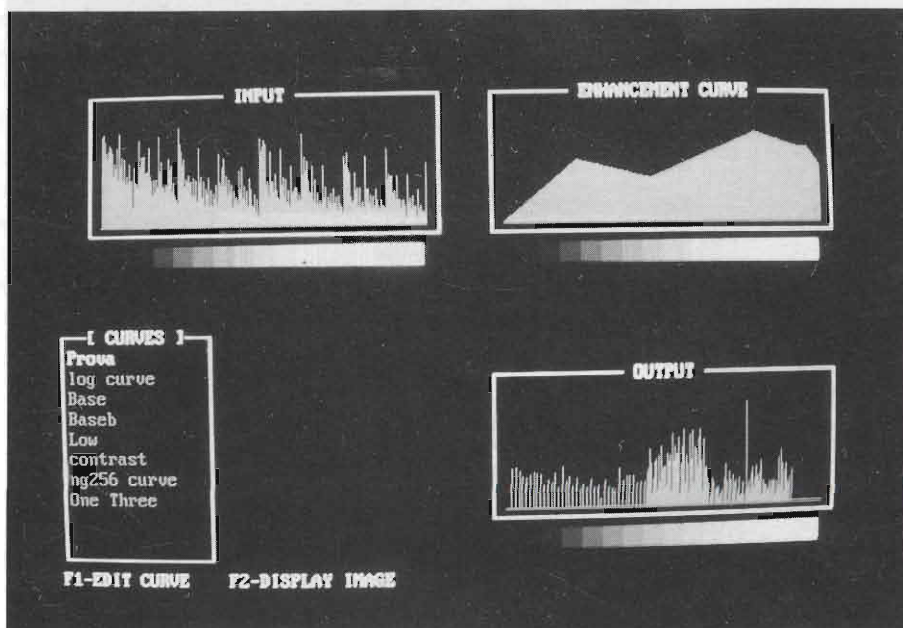 INPUT
ENHANCEMENT CURVE
[ CURVES ]
Prova
log curve
Base
Baseb
Low
contrast
ng256 curve
One Three
OUTPUT
F1-EDIT CURVE F2-DISPLAY IMAGE